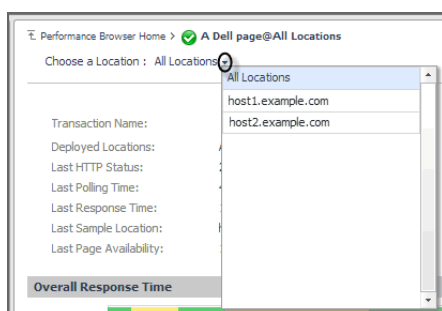 Performance Browser Home > A Dell page@All Locations
Choose a Location : All Locations
All Locations
host1.example.com
host2.example.com
Transaction Name:
Deployed Locations:
Last HTTP Status:
Last Polling Time:
Last Response Time:
Last Sample Location:
Last Page Availability:
Overall Response Time